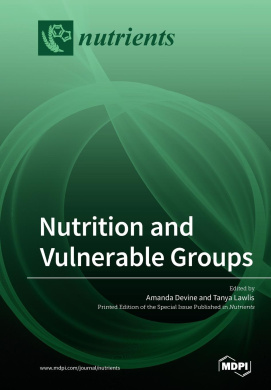 nutrients
Nutrition and
Vulnerable Groups
Edited by
Amanda Devine and Tanya Lawlis
Printed Edition of the Special Issue Published in Nutrients
www.mdpi.com/journal/nutrients
MDPI